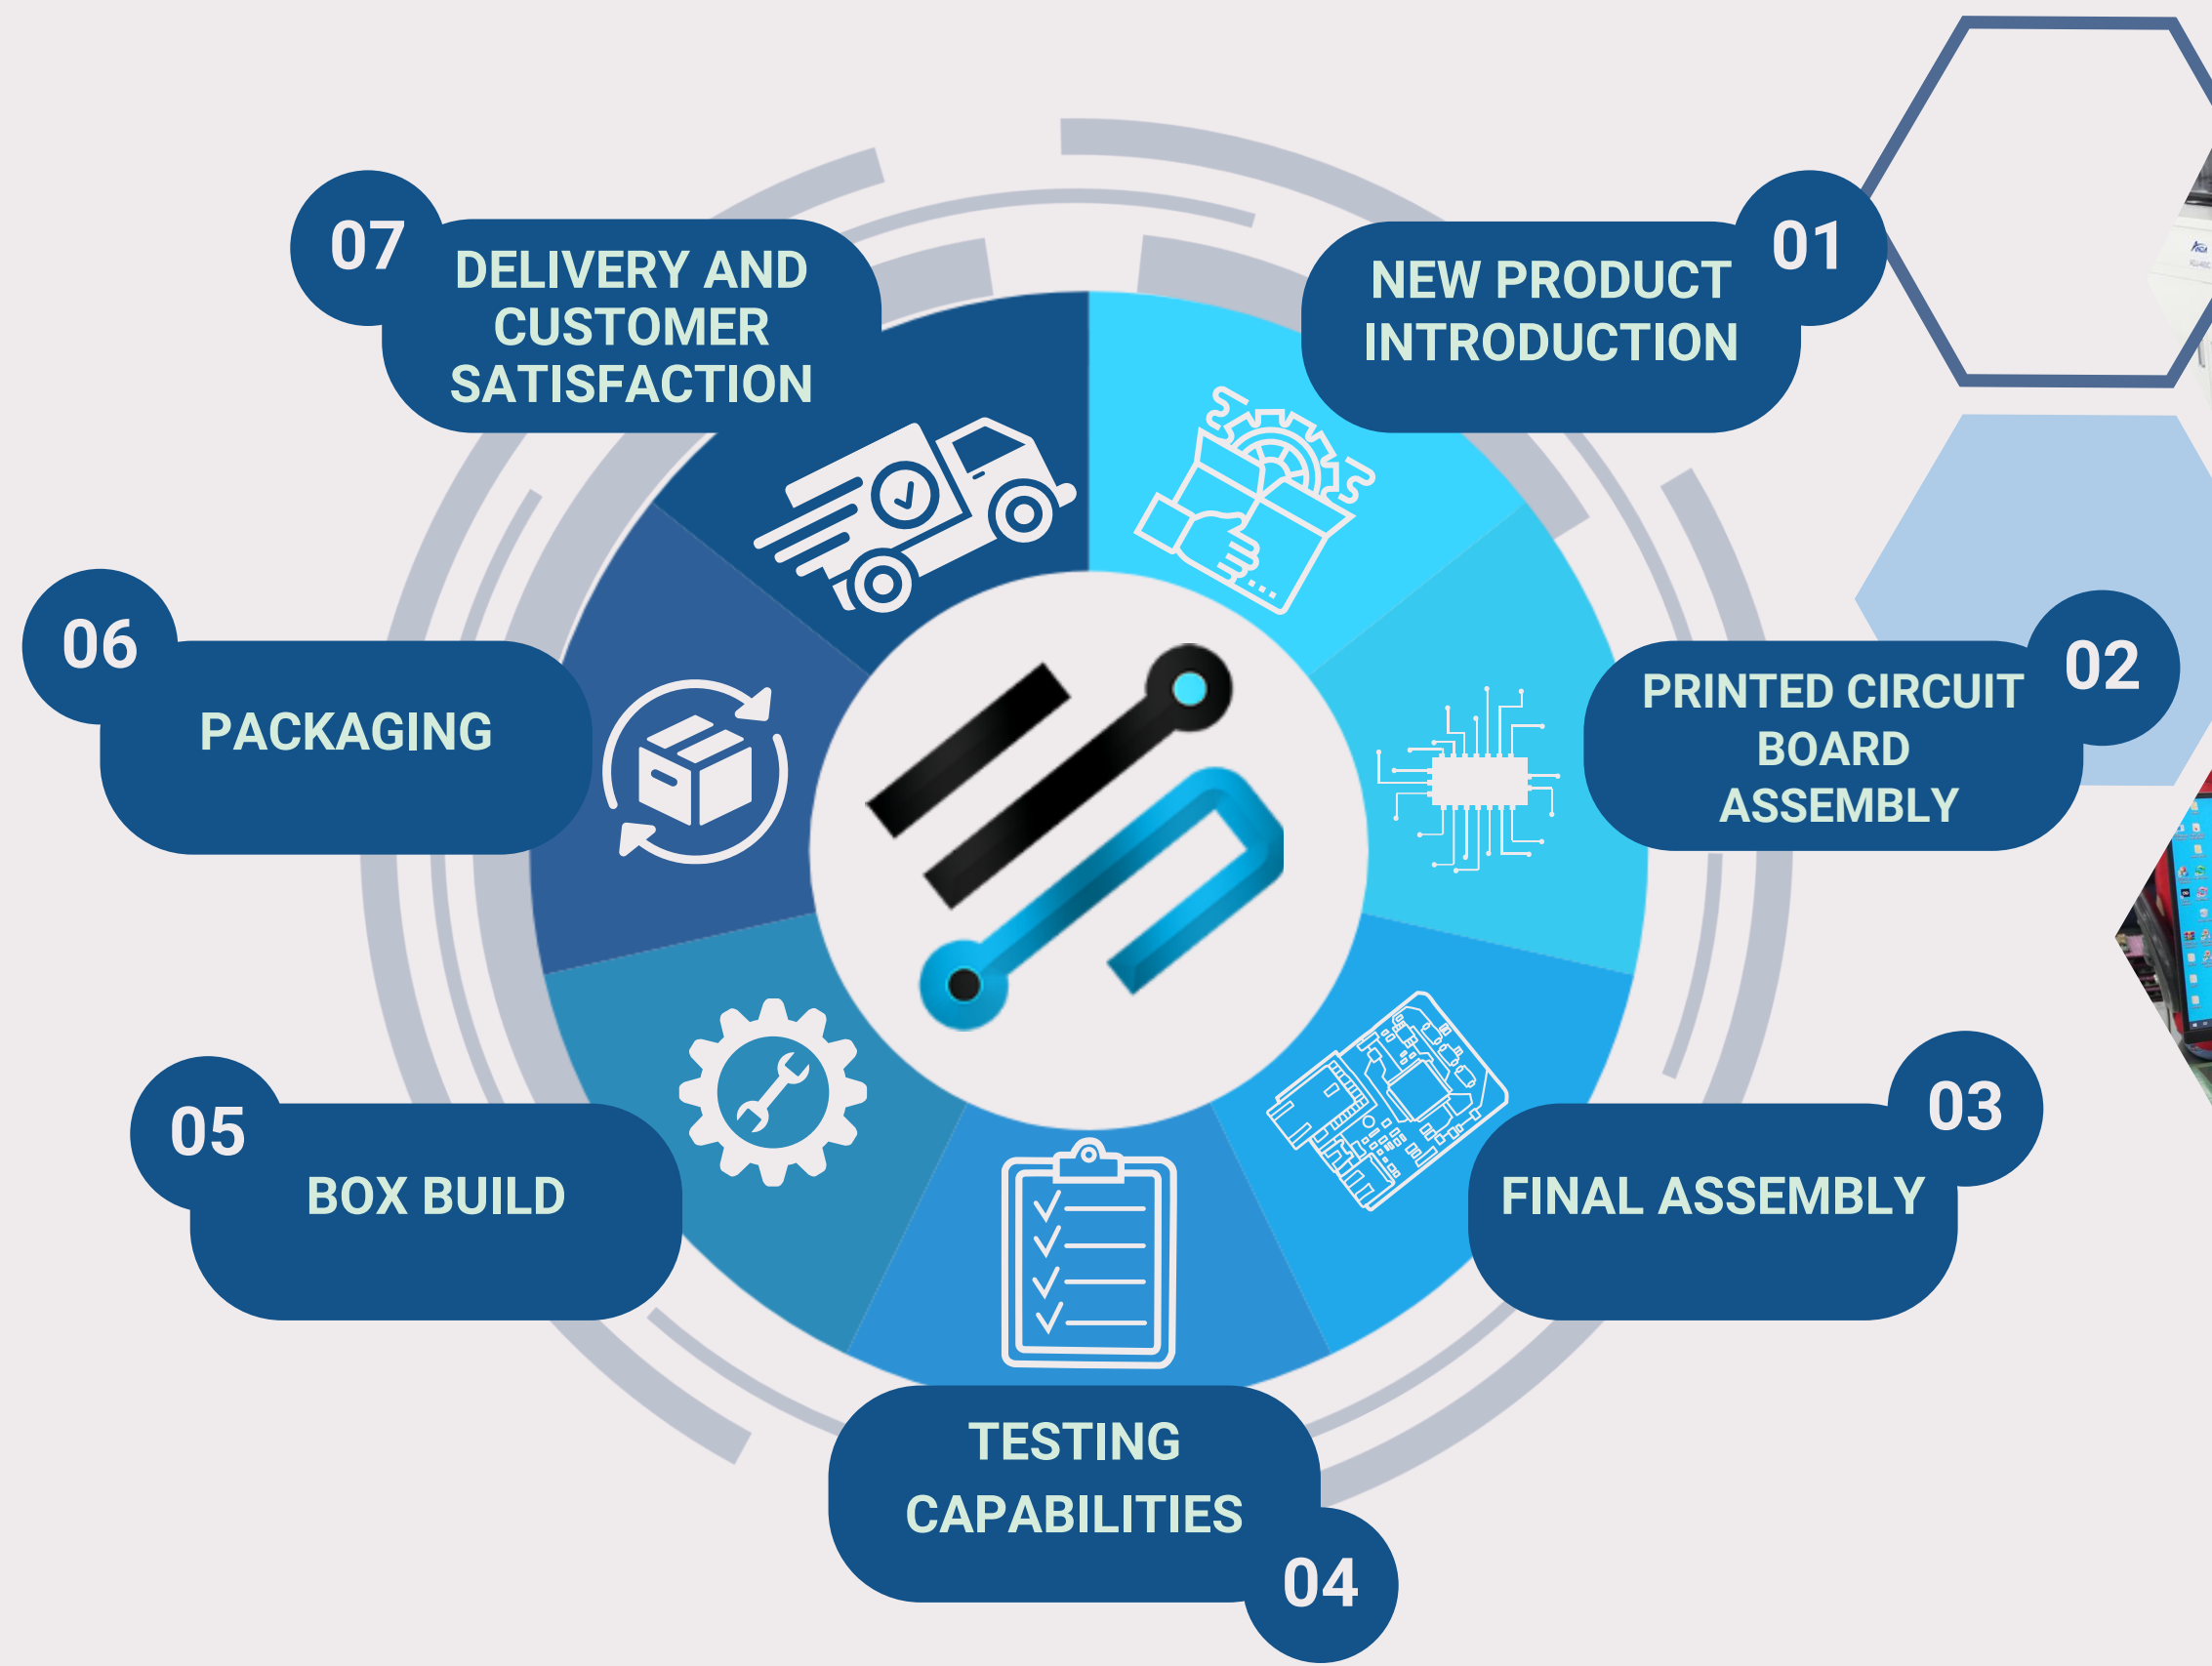 01
NEW PRODUCT
INTRODUCTION
02
PRINTED CIRCUIT
BOARD
ASSEMBLY
03
FINAL ASSEMBLY
04
TESTING
CAPABILITIES
05
BOX BUILD
06
PACKAGING
07
DELIVERY AND
CUSTOMER
SATISFACTION